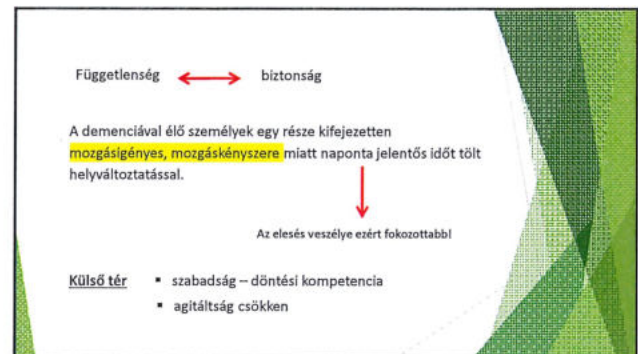 Függetlenség biztonság
A demenciával élő személyek egy része kifejezetten
mozgásigényes, mozgáskényszere miatt naponta jelentős időt tölt
helyváltoztatással.
Az elesés veszélye ezért fokozottabb!
Külső tér ▪ szabadság – döntési kompetencia
▪ agitáltság csökken